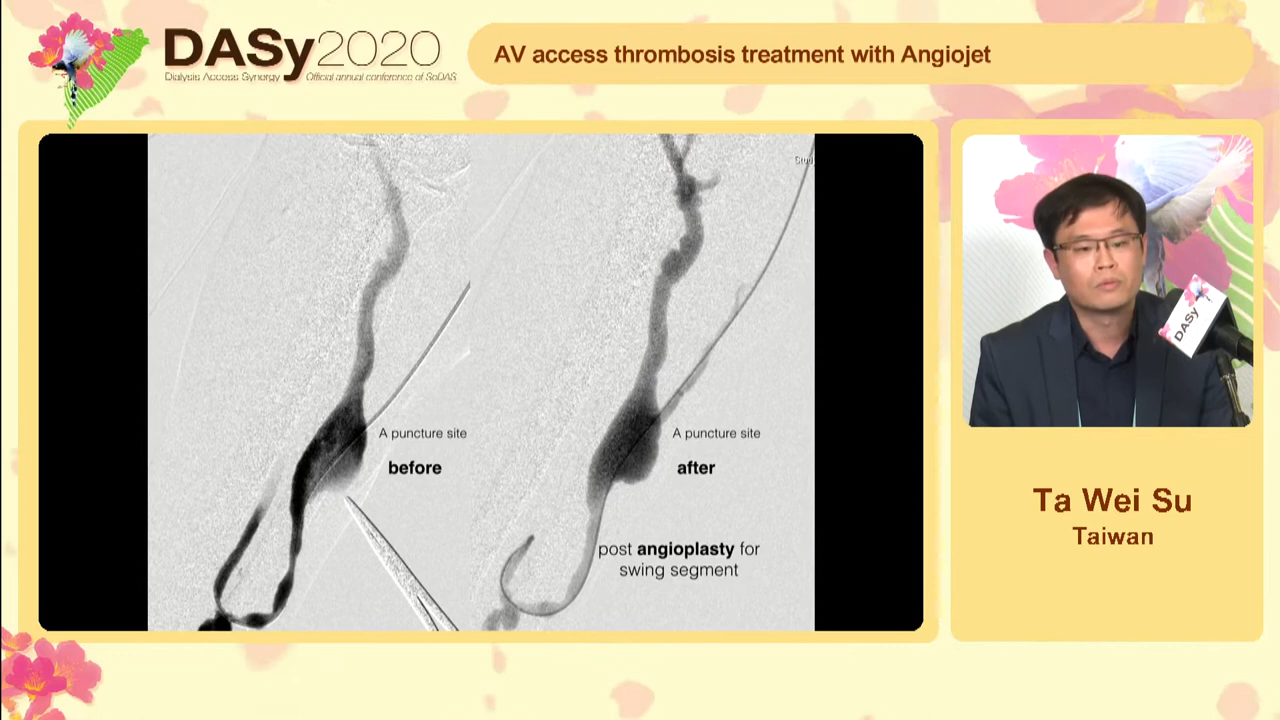 DASy2020
Dialysis Access Synergy Official annual conference of SoDAS
AV access thrombosis treatment with Angiojet
A puncture site
before
A puncture site
after
post angioplasty for
swing segment
DASy
Ta Wei Su
Taiwan